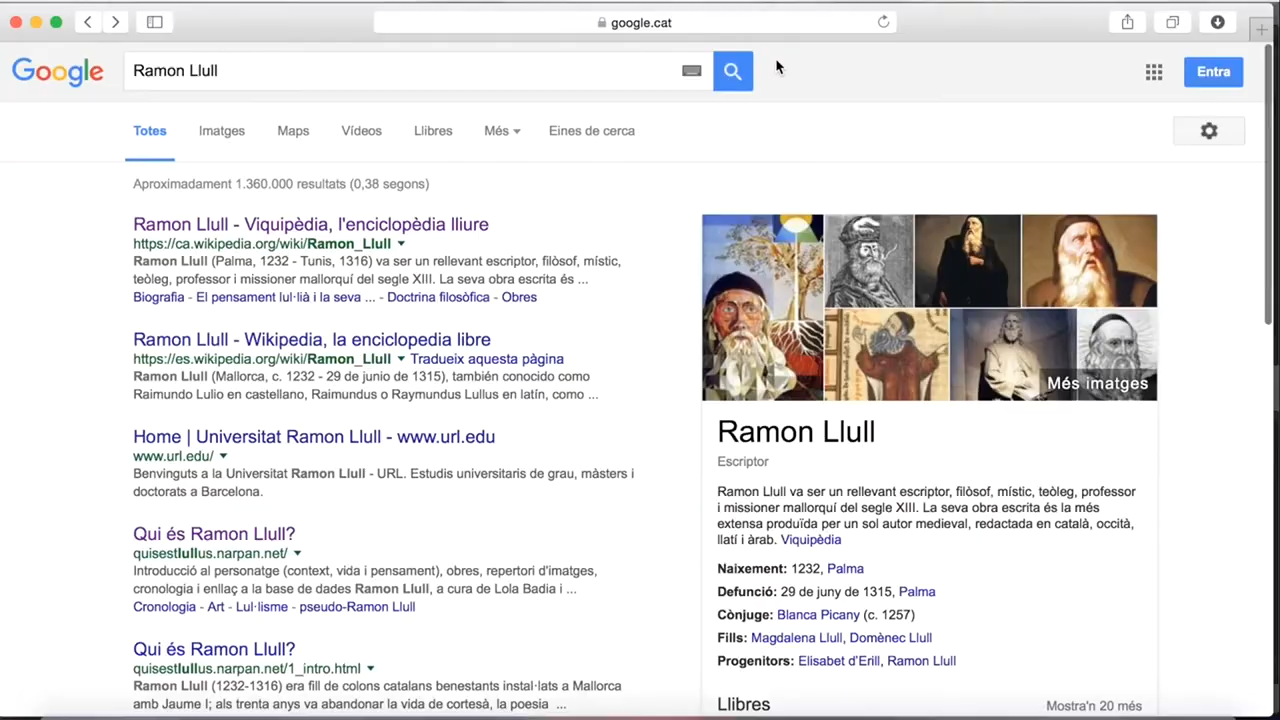 google.cat
Google
Ramon Llull
Entra
Totes
Imatges
Maps
Vídeos
Llibres
Més
Eines de cerca
Aproximadament 1.360.000 resultats (0,38 segons)
Ramon Llull - Viquipèdia, l'enciclopèdia lliure
https://ca.wikipedia.org/wiki/Ramon_Llull
Ramon Llull (Palma, 1232 - Tunis, 1316) va ser un rellevant escriptor, filòsof, místic,
teòleg, professor i missioner mallorquí del segle XIII. La seva obra escrita és ...
Biografia - El pensament lul·lià i la seva ... - Doctrina filosòfica - Obres
Ramon Llull - Wikipedia, la enciclopedia libre
https://es.wikipedia.org/wiki/Ramon_Llull Tradueix aquesta pàgina
Ramon Llull (Mallorca, c. 1232 - 29 de junio de 1315), también conocido como
Raimundo Lulio en castellano, Raimundus o Raymundus Lullus en latín, como ...
Home | Universitat Ramon Llull - www.url.edu
www.url.edu/
Benvinguts a la Universitat Ramon Llull - URL. Estudis universitaris de grau, màsters i
doctorats a Barcelona.
Qui és Ramon Llull?
quisestlullus.narpan.net/
Introducció al personatge (context, vida i pensament), obres, repertori d'imatges,
cronologia i enllaç a la base de dades Ramon Llull, a cura de Lola Badia i ...
Cronologia - Art - Lul·lisme - pseudo-Ramon Llull
Qui és Ramon Llull?
quisestlullus.narpan.net/1_intro.html
Ramon Llull (1232-1316) era fill de colons catalans benestants instal·lats a Mallorca
amb Jaume I; als trenta anys va abandonar la vida de cortesà, la poesia ...
Més imatges
Ramon Llull
Escriptor
Ramon Llull va ser un rellevant escriptor, filòsof, místic, teòleg, professor
i missioner mallorquí del segle XIII. La seva obra escrita és la més
extensa produïda per un sol autor medieval, redactada en català, occità,
llatí i àrab. Viquipèdia
Naixement: 1232, Palma
Defunció: 29 de juny de 1315, Palma
Cònjuge: Blanca Picany (c. 1257)
Fills: Magdalena Llull, Domènec Llull
Progenitors: Elisabet d'Erill, Ramon Llull
Llibres
Mostra'n 20 més